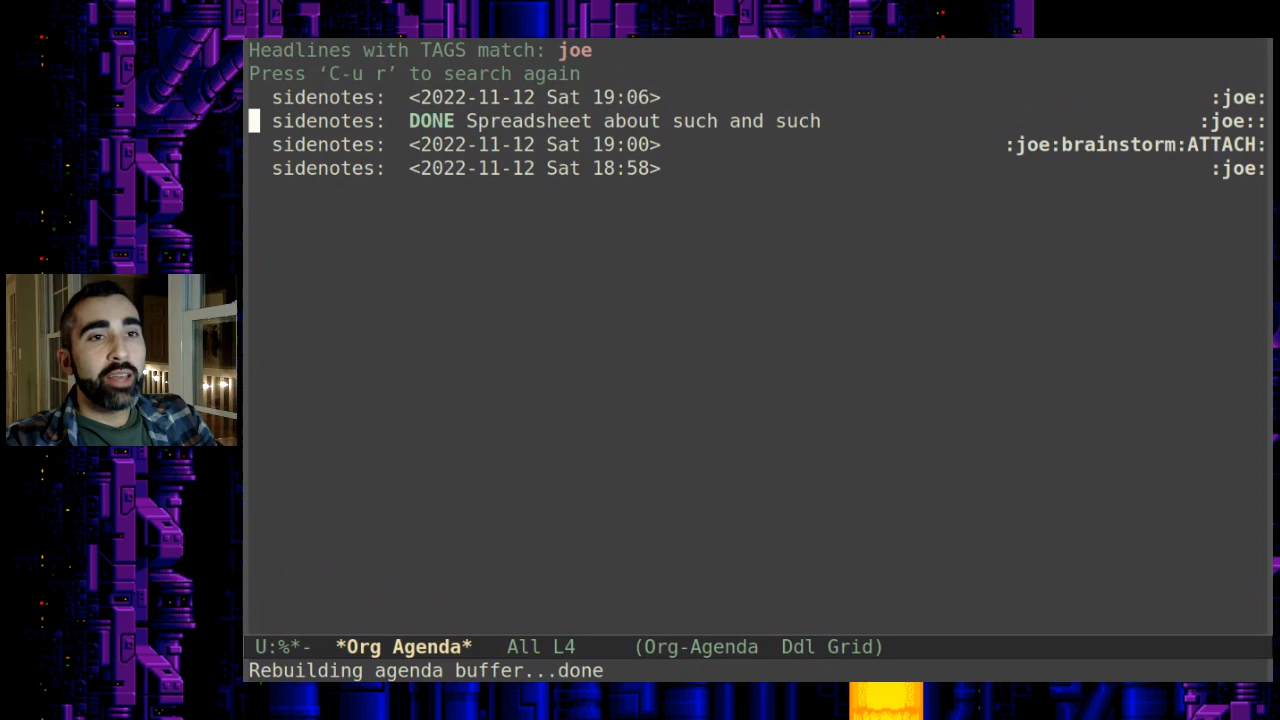 Headlines with TAGS match: joe
Press ‘C-u r’ to search again
sidenotes: <2022-11-12 Sat 19:06> :joe:
sidenotes: DONE Spreadsheet about such and such :joe::
sidenotes: <2022-11-12 Sat 19:00> :joe:brainstorm:ATTACH:
sidenotes: <2022-11-12 Sat 18:58> :joe:
U:%*- *Org Agenda* All L4 (Org-Agenda Ddl Grid)
Rebuilding agenda buffer...done